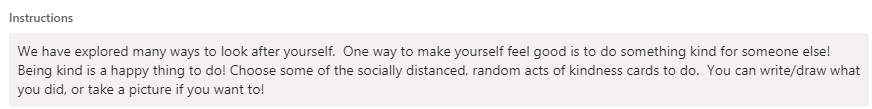 Instructions
We have explored many ways to look after yourself.  One way to make yourself feel good is to do something kind for someone else!
Being kind is a happy thing to do! Choose some of the socially distanced, random acts of kindness cards to do.  You can write/draw what
you did, or take a picture if you want to!